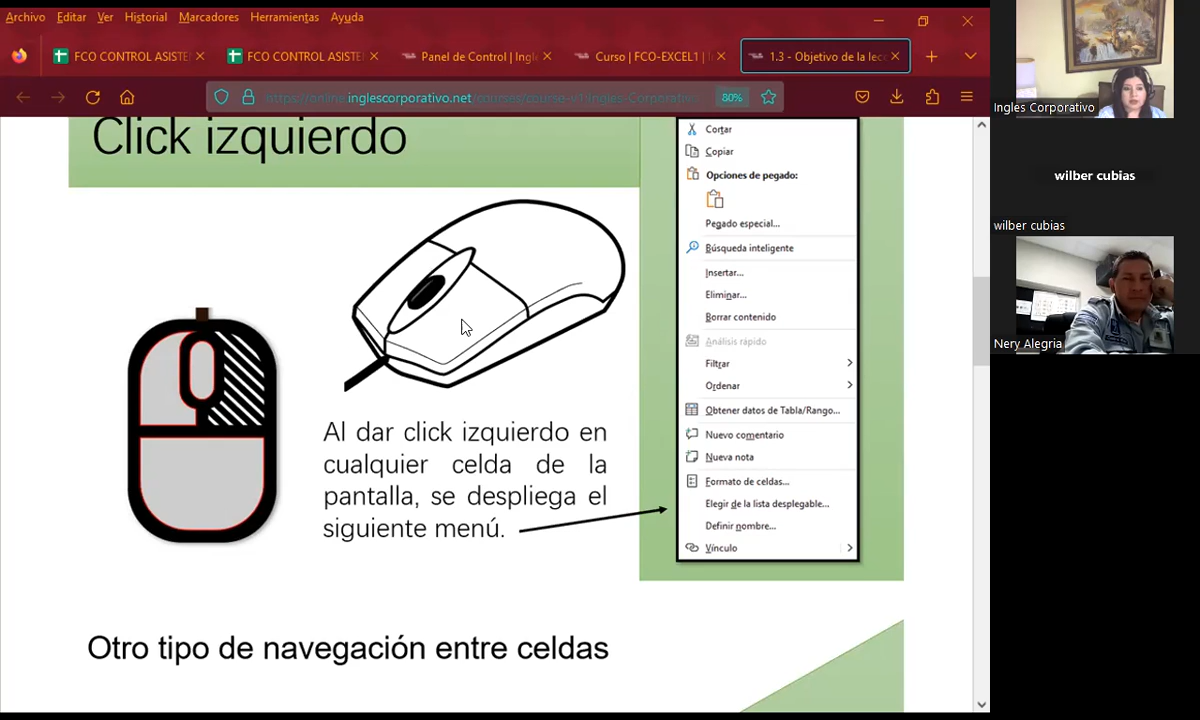 Archivo Editar Ver Historial Marcadores Herramientas Ayuda
FCO CONTROL ASISTE
FCO CONTROL ASISTE
Panel de Control | Ingle
Curso | FCO-EXCEL1 | I
1.3 - Objetivo de la lec
https://online.inglescorporativo.net/courses/course-v1:Ingles-Corporativ
80%
Click izquierdo
Al dar click izquierdo en
cualquier celda de la
pantalla, se despliega el
siguiente menú.
Cortar
Copiar
Opciones de pegado:
Pegado especial...
Búsqueda inteligente
Insertar...
Eliminar...
Borrar contenido
Análisis rápido
Filtrar
Ordenar
Obtener datos de Tabla/Rango...
Nuevo comentario
Nueva nota
Formato de celdas...
Elegir de la lista desplegable...
Definir nombre...
Vínculo
Otro tipo de navegación entre celdas
Ingles Corporativo
wilber cubias
wilber cubias
Nery Alegria